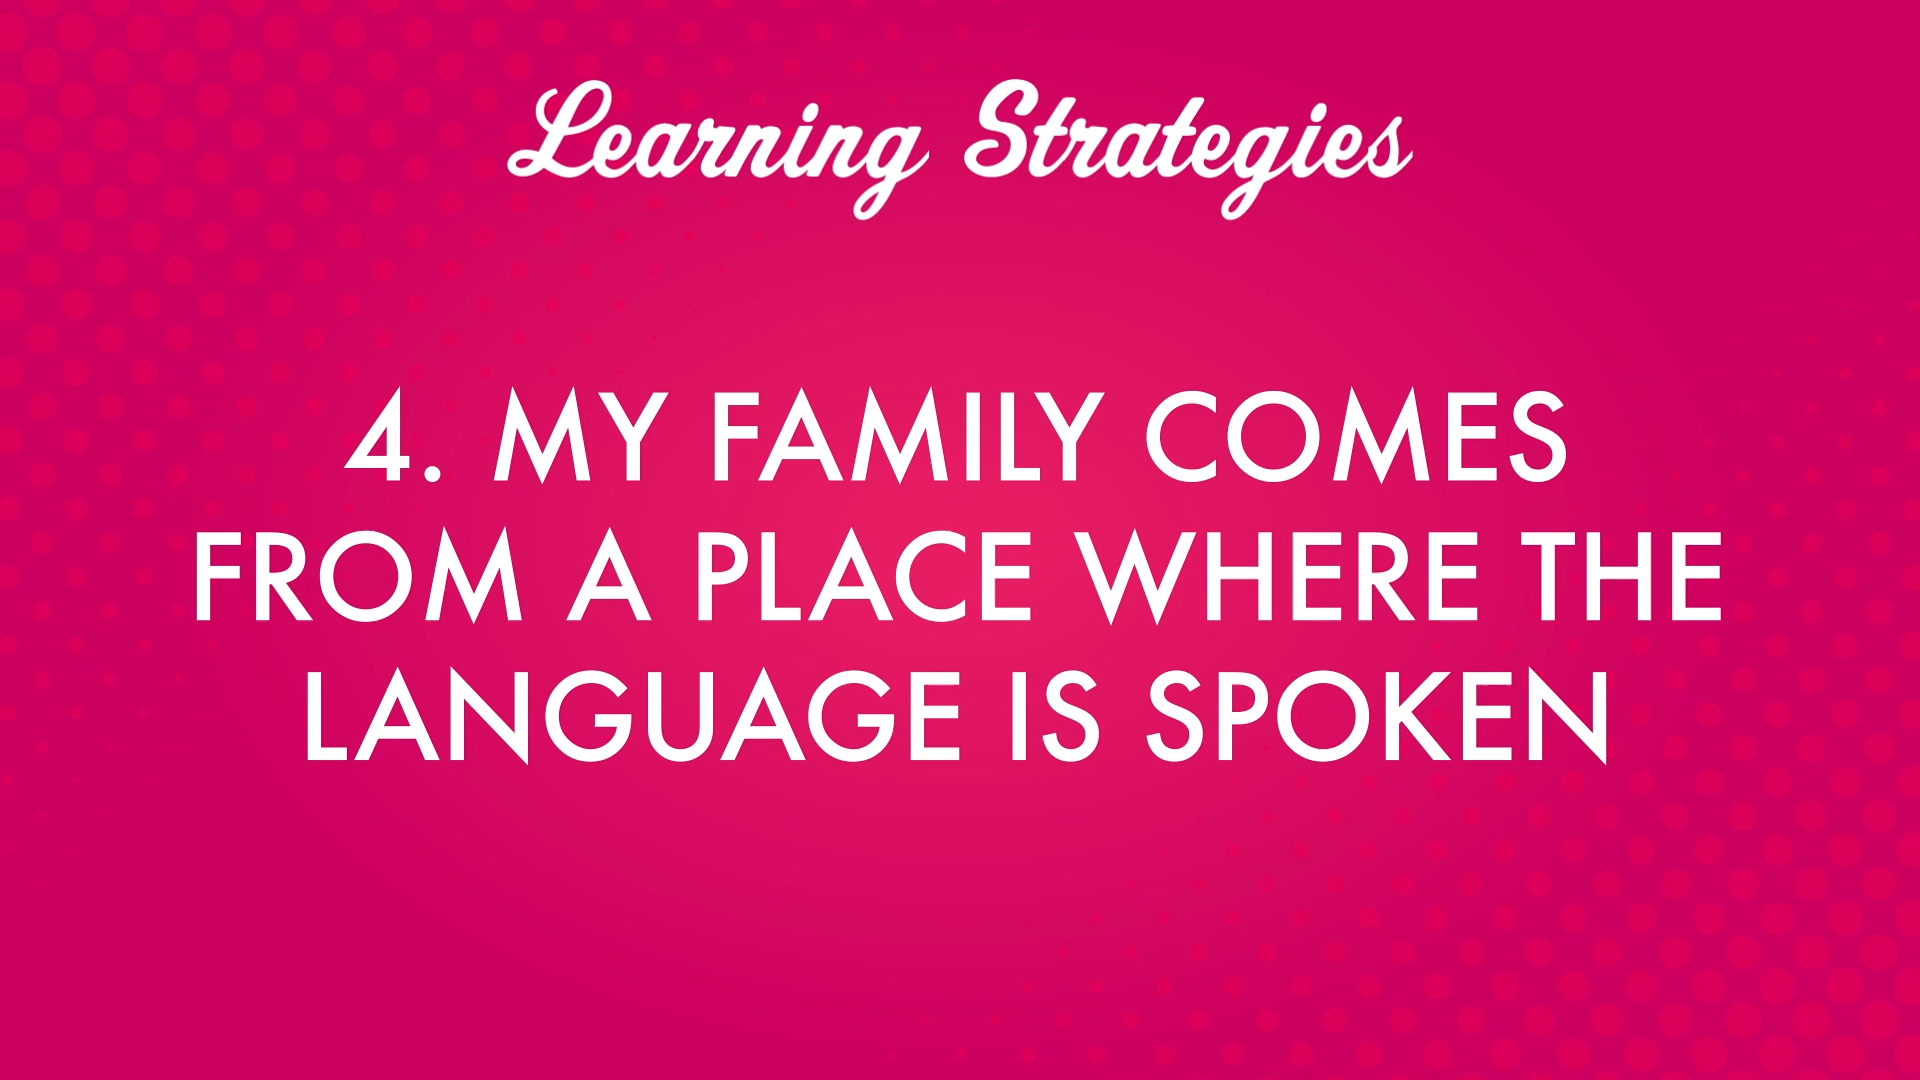 Learning Strategies
4. MY FAMILY COMES
FROM A PLACE WHERE THE
LANGUAGE IS SPOKEN